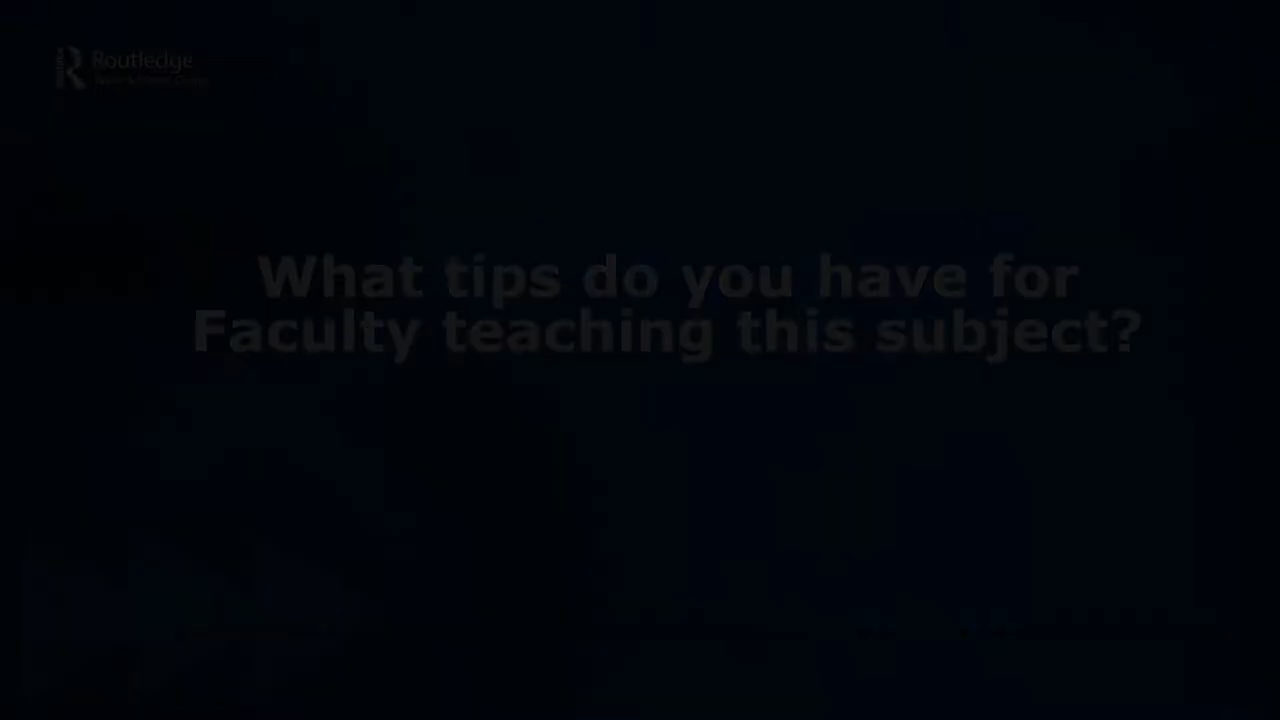 Routledge
What tips do you have for
Faculty teaching this subject?